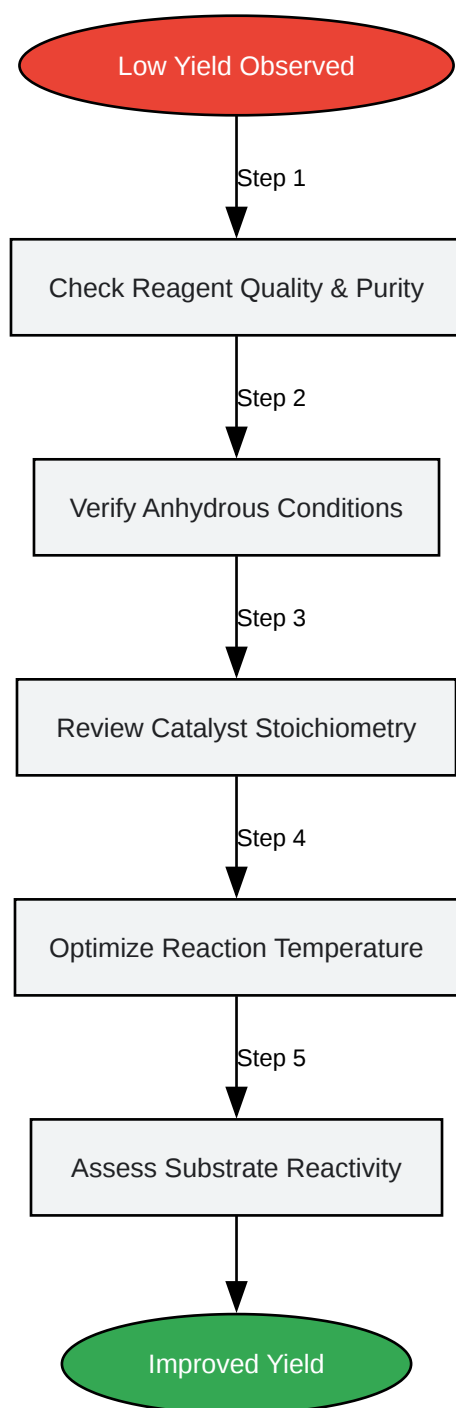 Low Yield Observed
Step 1
Check Reagent Quality & Purity
Step 2
Verify Anhydrous Conditions
Step 3
Review Catalyst Stoichiometry
Step 4
Optimize Reaction Temperature
Step 5
Assess Substrate Reactivity
Improved Yield